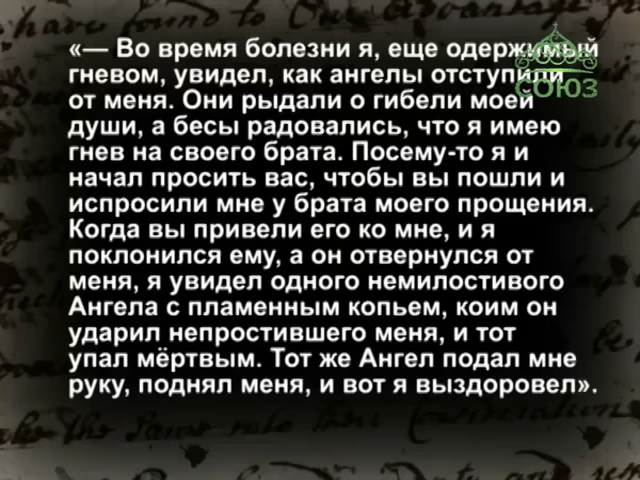 «— Во время болезни я, еще одержимый
гневом, увидел, как ангелы отступили
от меня. Они рыдали о гибели моей
СОЮЗ
души, а бесы радовались, что я имею
гнев на своего брата. Посему-то я и
начал просить вас, чтобы вы пошли и
испросили мне у брата моего прощения.
Когда вы привели его ко мне, и я
поклонился ему, а он отвернулся от
меня, я увидел одного немилостивого
Ангела с пламенным копьем, коим он
ударил непростившего меня, и тот
упал мёртвым. Тот же Ангел подал мне
руку, поднял меня, и вот я выздоровел».